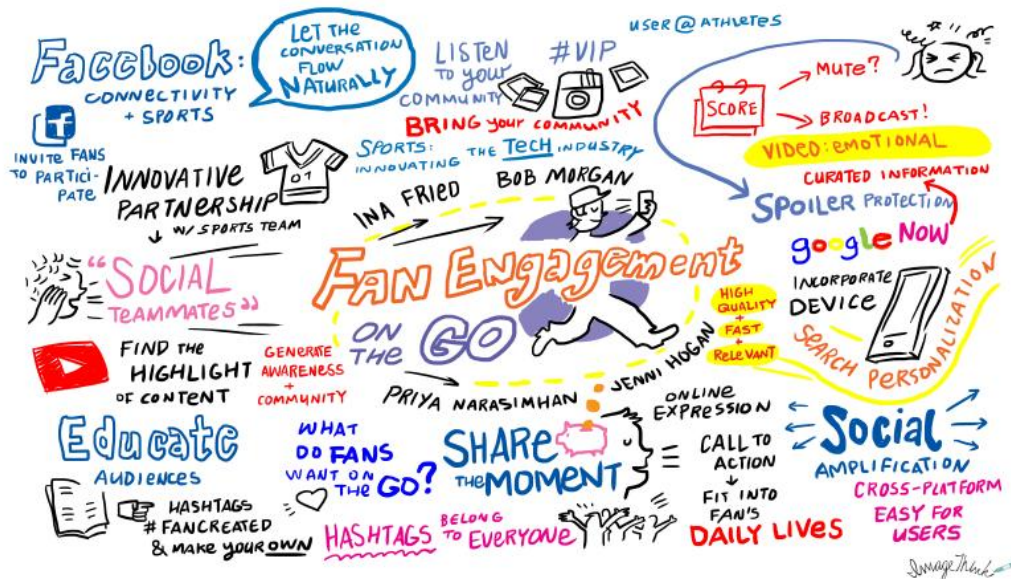 Faccbook:
CONNECTIVITY
+ SPORTS
f
INVITE FANS
TO PARTICI-
PATE
LET THE
CONVERSATION
FLOW
NATURALLY
LISTEN
TO YOUR
COMMUNITY
#VIP
BRING YOUR COMMUNITY
USER @ ATHLETES
SCORE
MUTE?
BROADCAST!
VIDEO: EMOTIONAL
CURATED INFORMATION
SPOILER PROTECTION
google NOW
INCORPORATE
DEVICE
SEARCH PERSONALIZATION
INNOVATIVE
PARTNERSHIP
W/ SPORTS TEAM
01
SPORTS:
INNOVATING THE TECH INDUSTRY
INA FRIED
BOB MORGAN
FAN ENGAGEMENT
ON
THE GO
PRIYA NARASIMHAN
JENNI HOGAN
HIGH
QUALITY
+
FAST
+
RELEVANT
"SOCIAL
TEAMMATES"
FIND THE
HIGHLIGHT
OF CONTENT
GENERATE
AWARENESS
+
COMMUNITY
Educate
AUDIENCES
HASHTAGS
# FANCREATED
& MAKE YOUR OWN
WHAT
DO FANS
WANT ON
THE GO?
HASHTAGS BELONG
TO EVERYONE
SHARE
THE MOMENT
ONLINE
EXPRESSION
CALL TO
ACTION
FIT INTO
FAN'S
DAILY LIVES
Social
AMPLIFICATION
CROSS-PLATFORM
EASY FOR
USERS
ImageThink